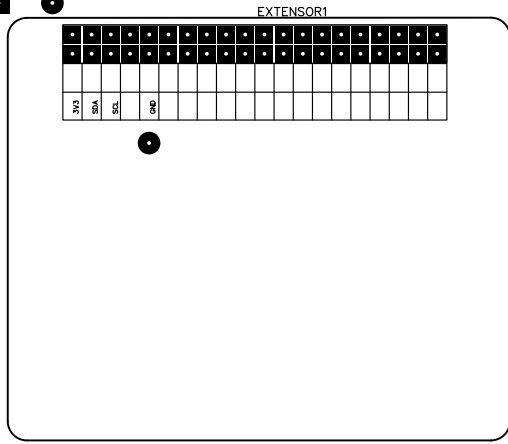 EXTENSOR1
3V3
SDA
SCL
GND